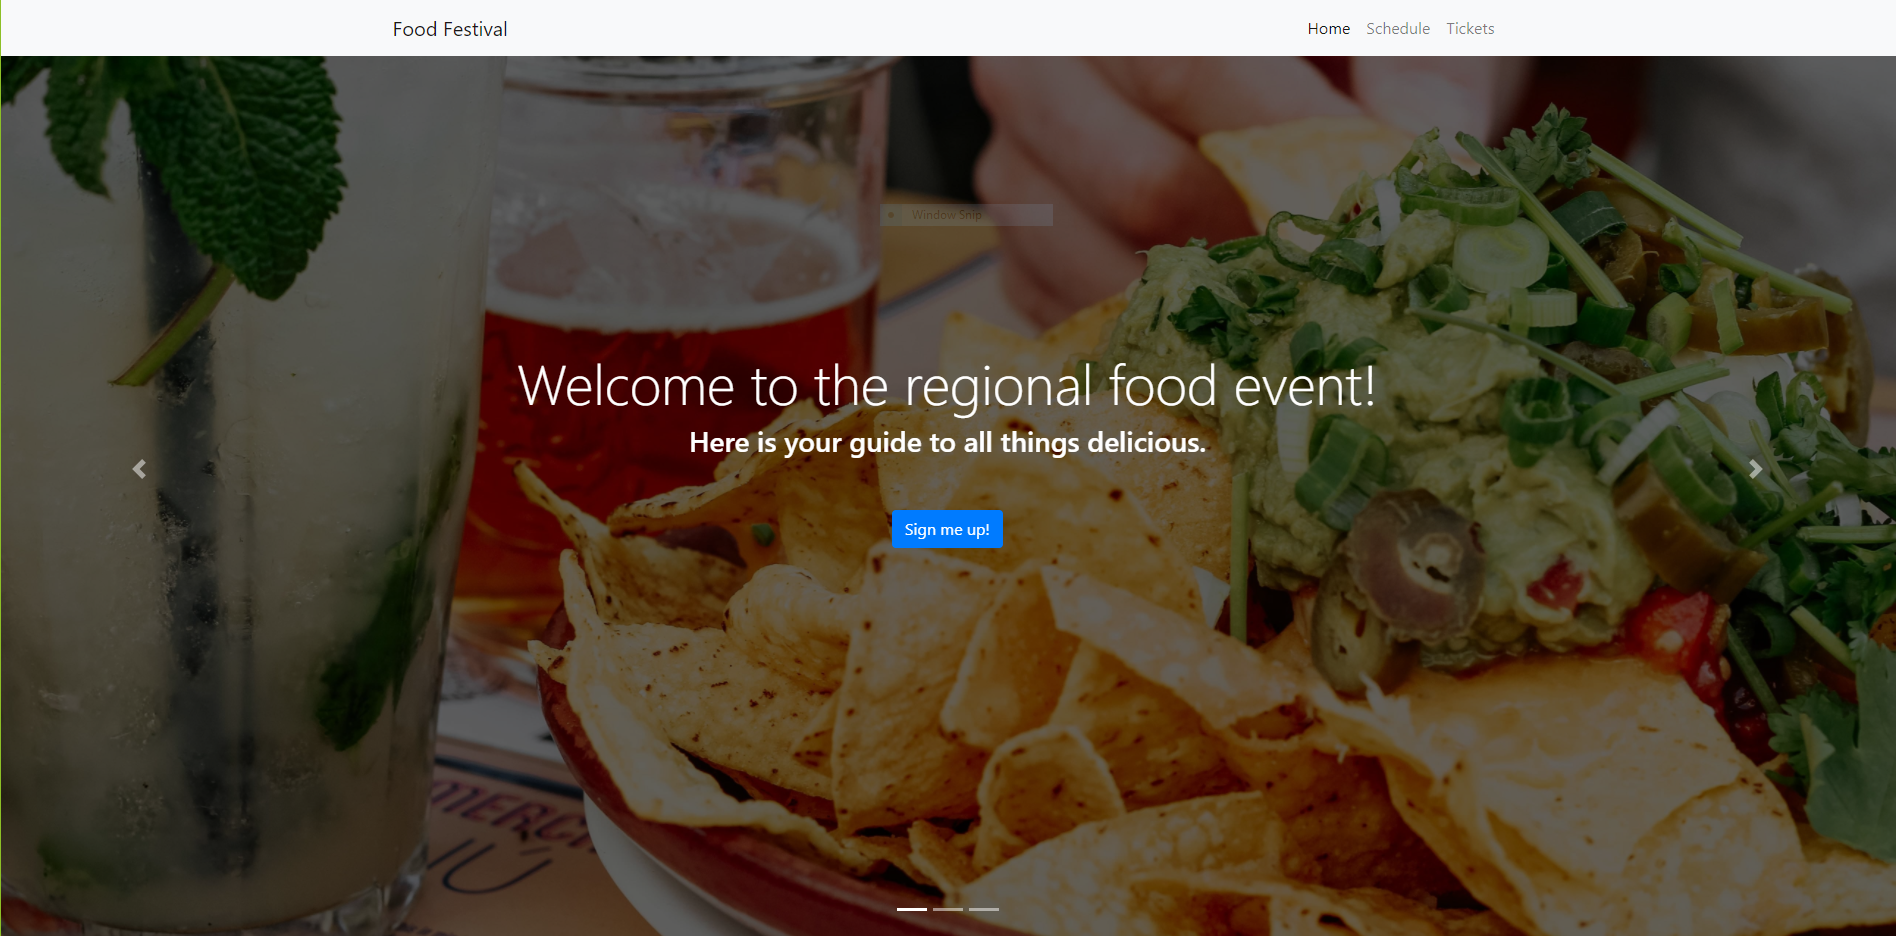 Food Festival
Home Schedule Tickets
Window Snip
Welcome to the regional food event!
Here is your guide to all things delicious.
Sign me up!